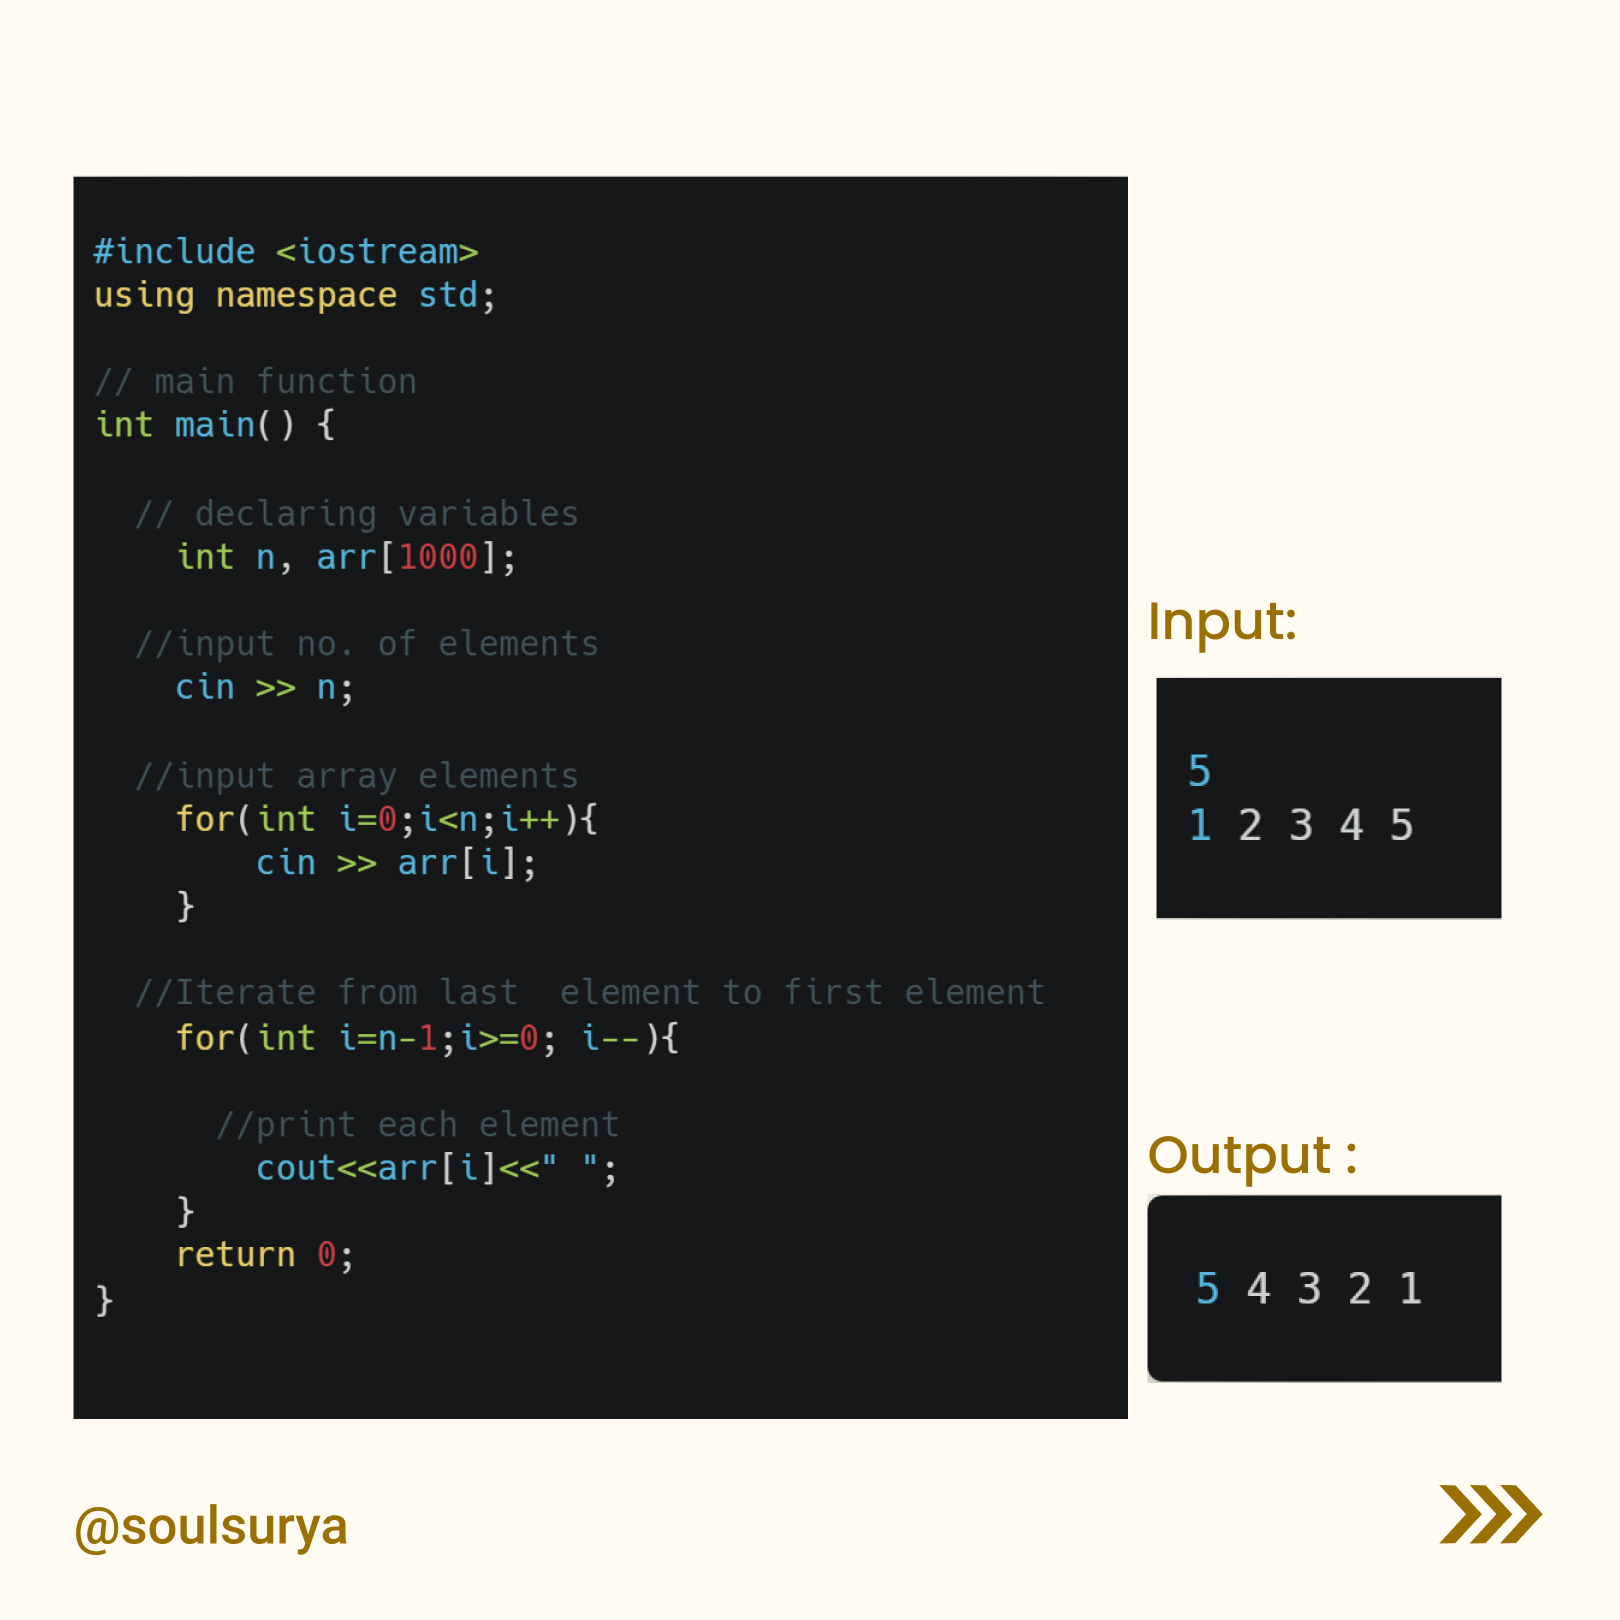 #include <iostream>
using namespace std;
// main function
int main() {
// declaring variables
int n, arr[1000];
//input no. of elements
cin >> n;
//input array elements
for(int i=0;i<n;i++){
cin >> arr[i];
}
//Iterate from last  element to first element
for(int i=n-1;i>=0; i--){
//print each element
cout<<arr[i]<<" ";
}
return 0;
}
Input:
5
1 2 3 4 5
Output :
5 4 3 2 1
@soulsurya